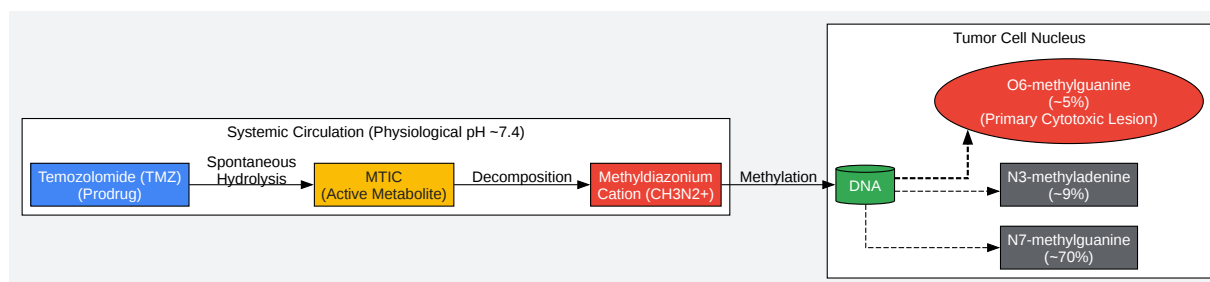 Tumor Cell Nucleus
O6-methylguanine
(~5%)
(Primary Cytotoxic Lesion)
Systemic Circulation (Physiological pH ~7.4)
Temozolomide (TMZ)
(Prodrug)
Spontaneous
Hydrolysis
MTIC
(Active Metabolite)
Decomposition
Methyldiazonium
Cation (CH3N2+)
Methylation
DNA
N3-methyladenine
(~9%)
N7-methylguanine
(~70%)